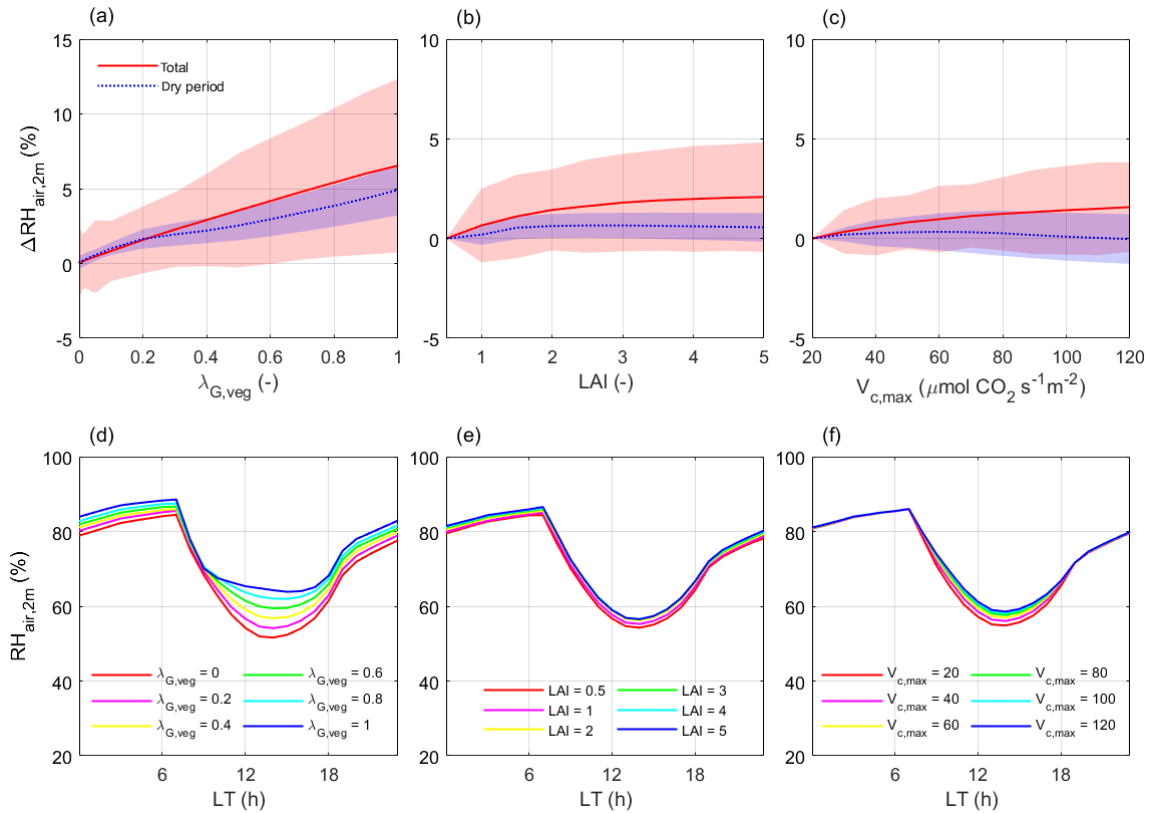 (a)
(b)
(c)
15
10
5
0
-5
ΔRH_air,2m (%)
Total
Dry period
0
0.2
0.4
0.6
0.8
1
λ_G,veg (-)
10
5
0
-5
1
2
3
4
5
LAI (-)
10
5
0
-5
20
40
60
80
100
120
V_c,max (μmol CO₂ s⁻¹m⁻²)
(d)
(e)
(f)
100
80
60
40
20
RH_air,2m (%)
λ_G,veg = 0
λ_G,veg = 0.2
λ_G,veg = 0.4
λ_G,veg = 0.6
λ_G,veg = 0.8
λ_G,veg = 1
6
12
18
LT (h)
100
80
60
40
20
LAI = 0.5
LAI = 1
LAI = 2
LAI = 3
LAI = 4
LAI = 5
6
12
18
LT (h)
100
80
60
40
20
V_c,max = 20
V_c,max = 40
V_c,max = 60
V_c,max = 80
V_c,max = 100
V_c,max = 120
6
12
18
LT (h)